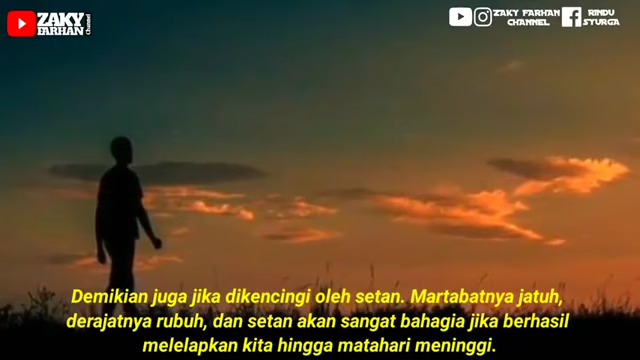 ZAKY
FARHAN
Channel
ZAKY FARHAN
CHANNEL
RINDU
SYURGA
Demikian juga jika dikencingi oleh setan. Martabatnya jatuh,
derajatnya rubuh, dan setan akan sangat bahagia jika berhasil
melelapkan kita hingga matahari meninggi.